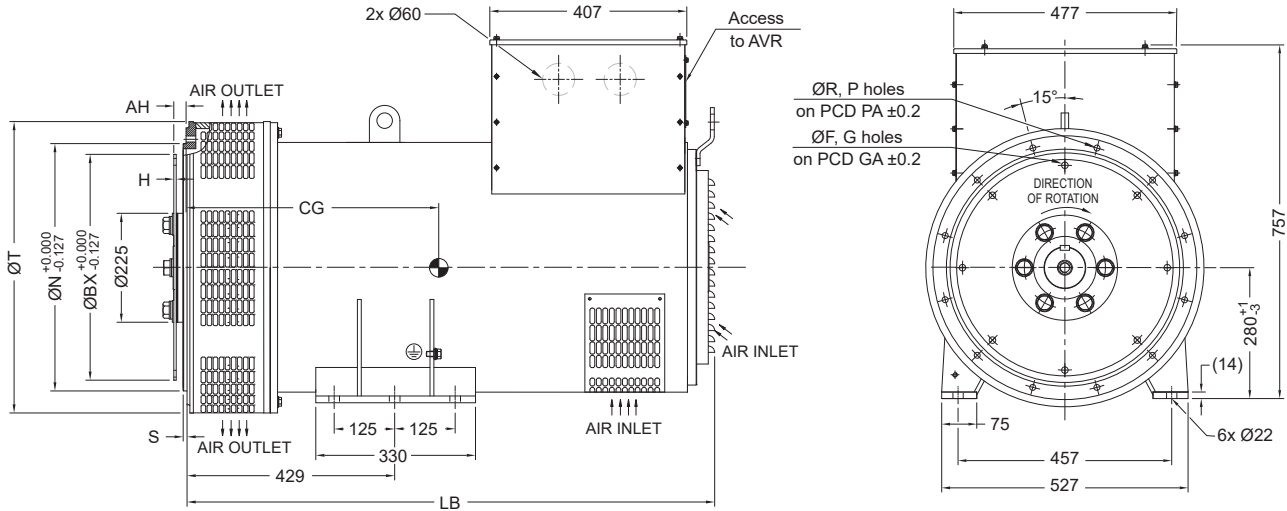 2x Ø60
407
Access
to AVR
477
AIR OUTLET
AH
ØR, P holes
on PCD PA ±0.2
15°
ØF, G holes
on PCD GA ±0.2
H
DIRECTION
OF ROTATION
CG
ØT
ØN +0.000 -0.127
ØBX +0.0000 -0.127
Ø225
757
280 +1 -3
AIR INLET
(14)
S
AIR OUTLET
125
125
AIR INLET
75
6x Ø22
330
429
457
LB
527